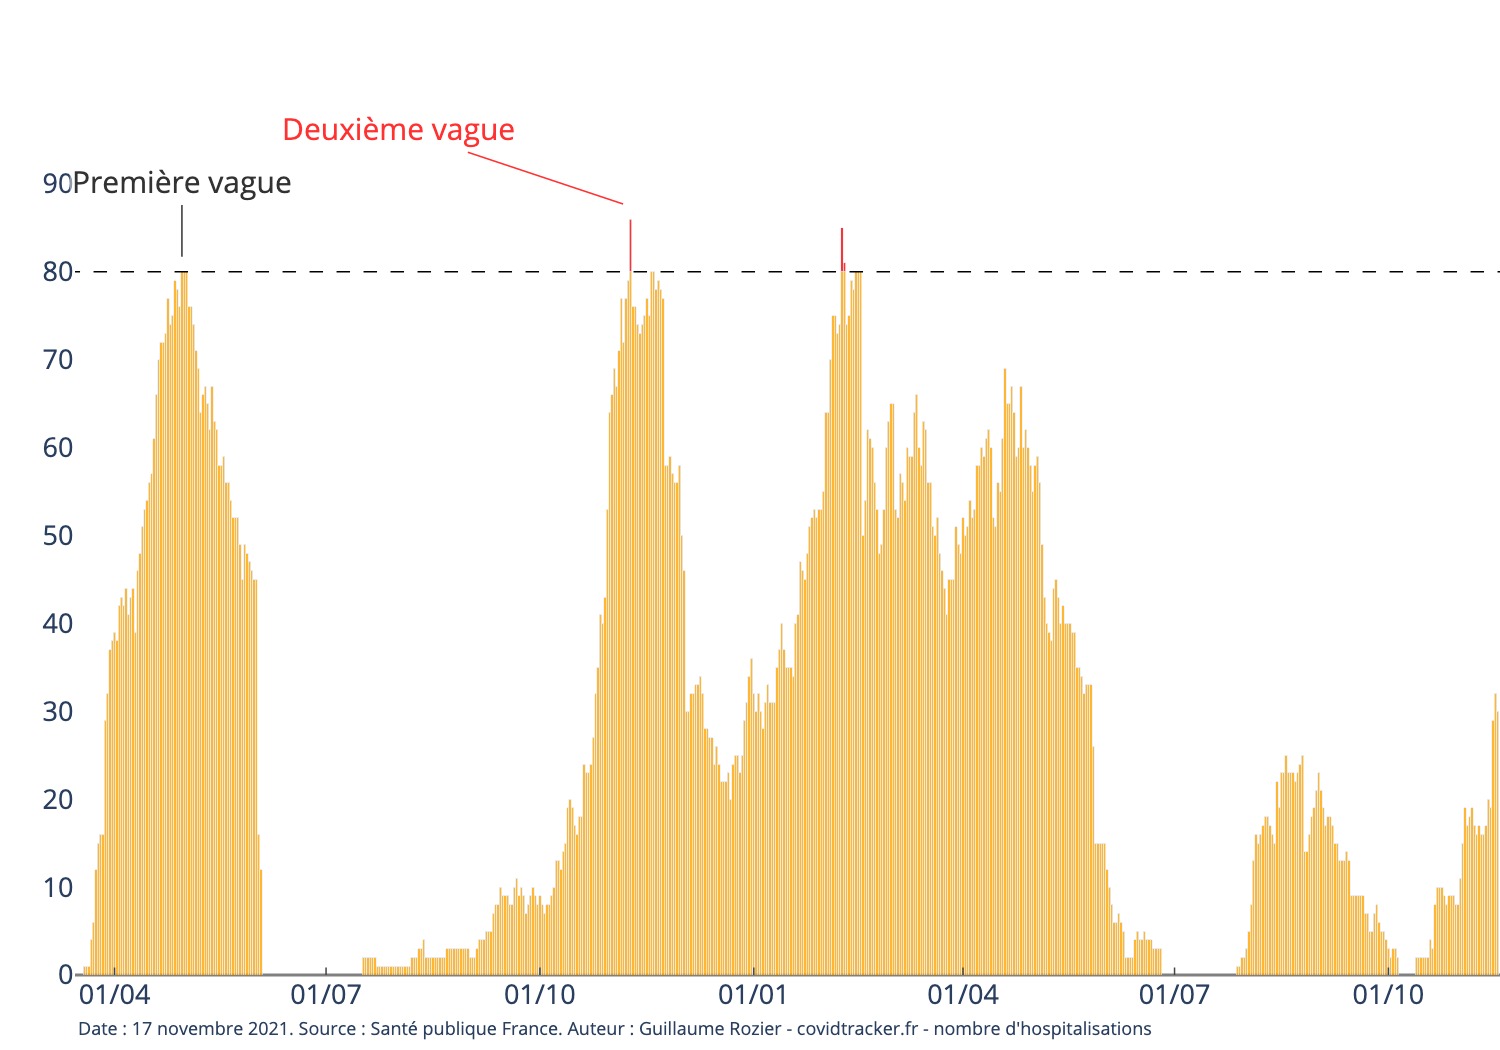 Deuxième vague
90
Première vague
80
70
60
50
40
30
20
10
0
01/04 01/07 01/10 01/01 01/04 01/07 01/10
Date : 17 novembre 2021. Source : Santé publique France. Auteur : Guillaume Rozier - covidtracker.fr - nombre d'hospitalisations